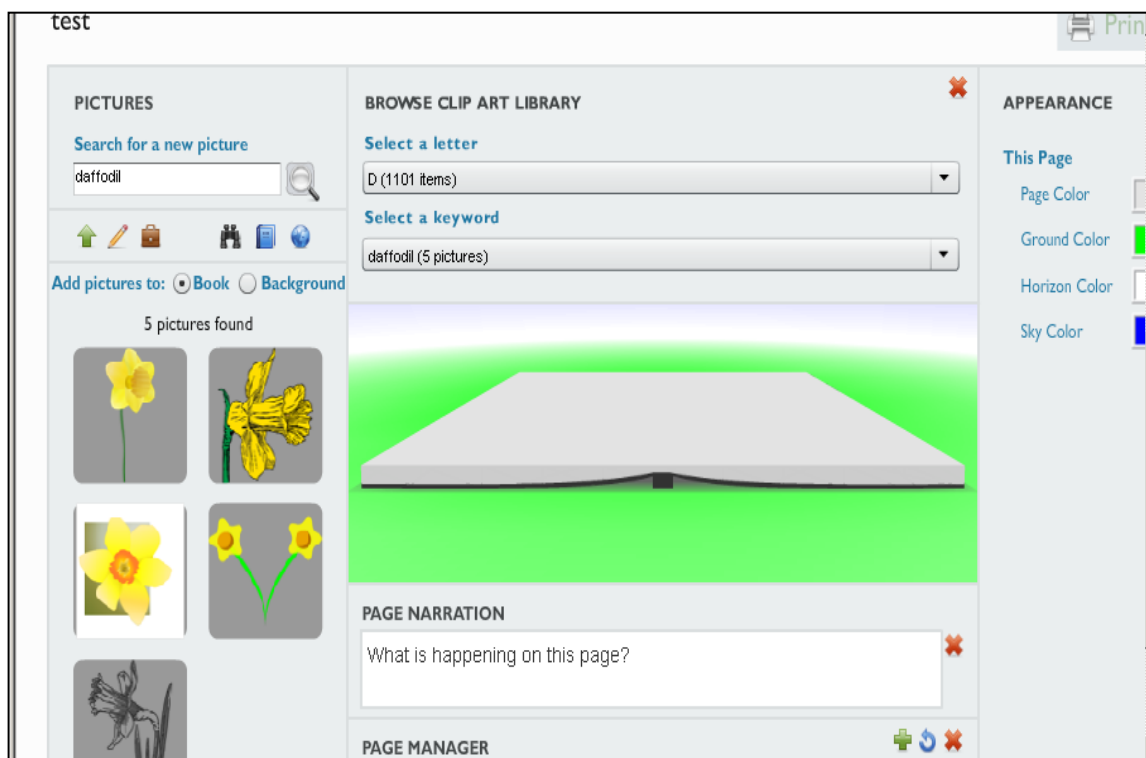 test
Prin
PICTURES
Search for a new picture
daffodil
Add pictures to: Book Background
5 pictures found
BROWSE CLIP ART LIBRARY
Select a letter
D (1101 items)
Select a keyword
daffodil (5 pictures)
PAGE NARRATION
What is happening on this page?
PAGE MANAGER
APPEARANCE
This Page
Page Color
Ground Color
Horizon Color
Sky Color